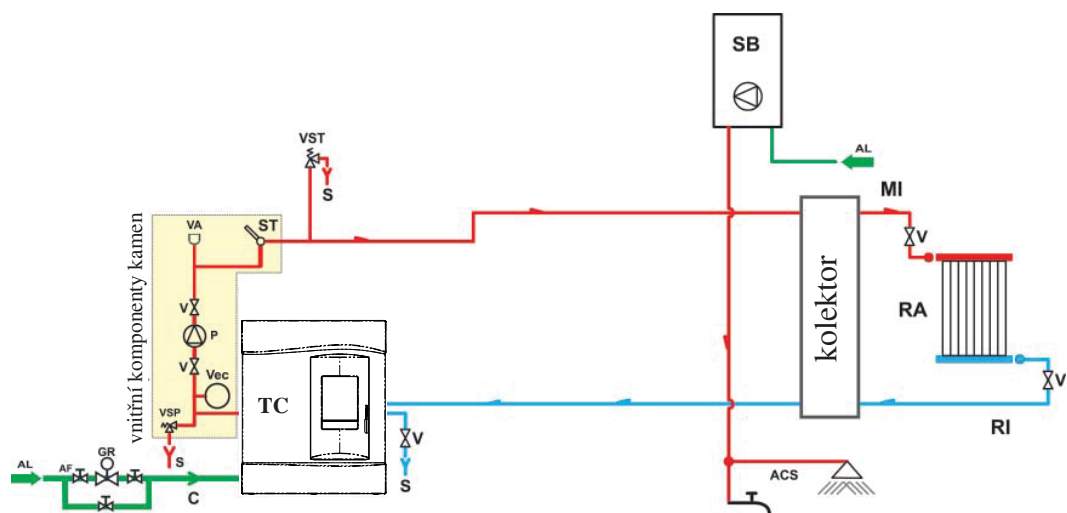 SB
AL
VST
S
MI
VA
ST
V
vnitřní komponenty kamen
V
P
V
Vec
VSP
S
TC
kolektor
RA
V
RI
V
S
AL
AF
GR
C
ACS